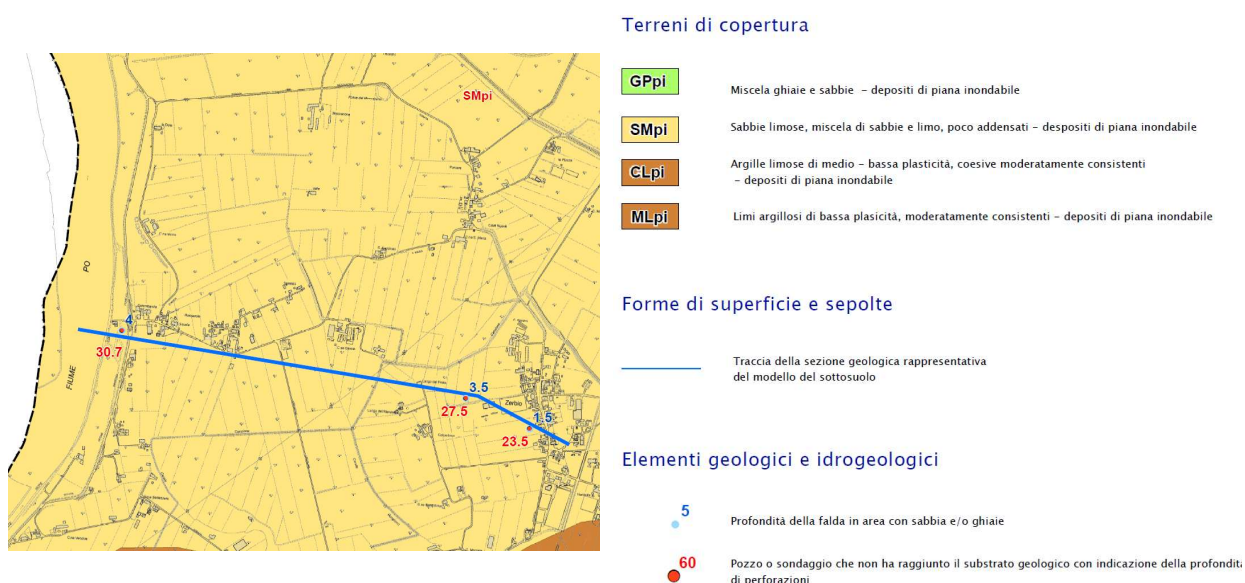 Terreni di copertura
GPpi
Miscela ghiaie e sabbie – depositi di piana inondabile
SMpi
Sabbie limose, miscela di sabbie e limo, poco addensati – despositi di piana inondabile
CLpi
Argille limose di medio – bassa plasticità, coesive moderatamente consistenti
– depositi di piana inondabile
MLpi
Limi argillosi di bassa plasicità, moderatamente consistenti – depositi di piana inondabile
Forme di superficie e sepolte
Traccia della sezione geologica rappresentativa
del modello del sottosuolo
Elementi geologici e idrogeologici
5
Profondità della falda in area con sabbia e/o ghiaie
60
Pozzo o sondaggio che non ha raggiunto il substrato geologico con indicazione della profondità
di perforazioni
SMpi
PO
FIUME
4
30.7
3.5
27.5
Zerbio
1.5
23.5